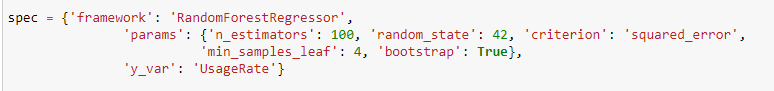 spec = {'framework': 'RandomForestRegressor',
'params': {'n_estimators': 100, 'random_state': 42, 'criterion': 'squared_error',
'min_samples_leaf': 4, 'bootstrap': True},
'y_var': 'UsageRate'}